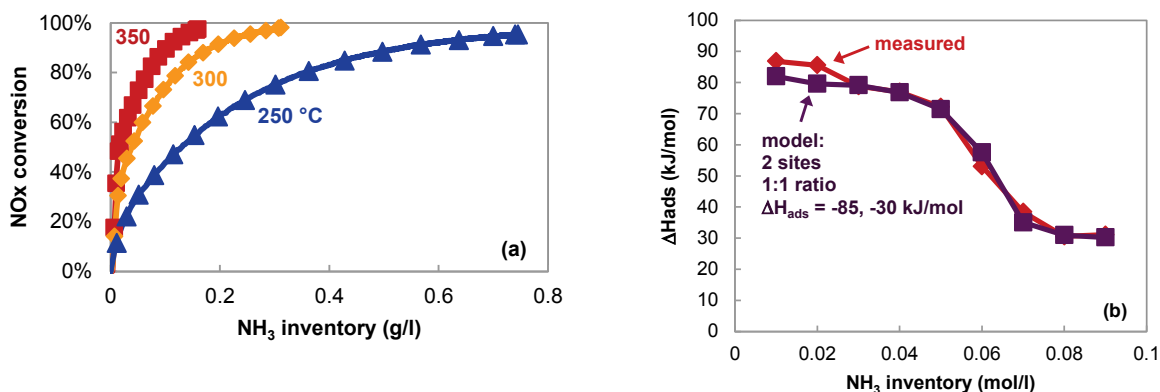 100%
80%
60%
40%
20%
0%
NOx conversion
350
300
250 °C
(a)
0
0.2
0.4
0.6
0.8
NH₃ inventory (g/l)
100
90
80
70
60
50
40
30
20
10
0
ΔHads (kJ/mol)
measured
model:
2 sites
1:1 ratio
ΔH_ads = -85, -30 kJ/mol
(b)
0
0.02
0.04
0.06
0.08
0.1
NH₃ inventory (mol/l)